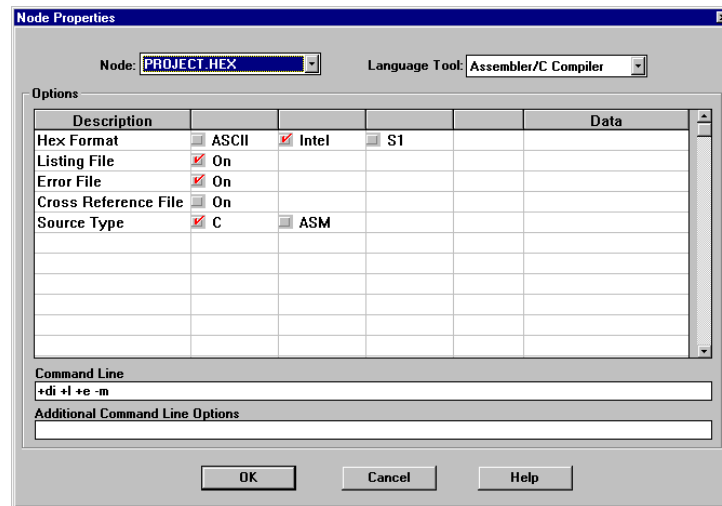 Node Properties
Node: PROJECT.HEX Language Tool: Assembler/C Compiler
Options
Description Data
Hex Format ASCII Intel S1
Listing File On
Error File On
Cross Reference File On
Source Type C ASM
Command Line
+di +l +e -m
Additional Command Line Options
OK Cancel Help